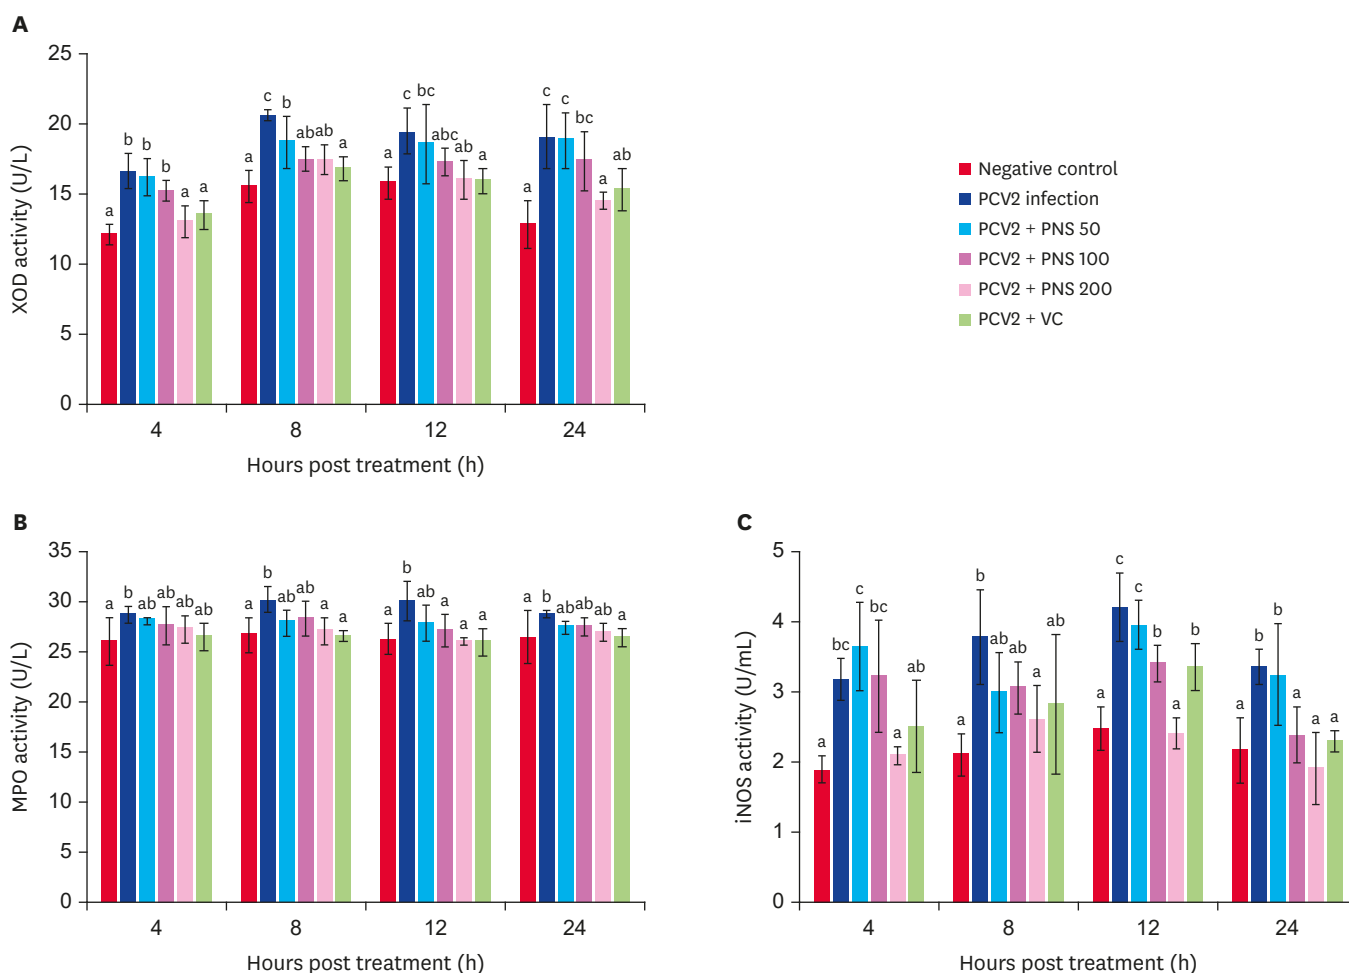 A
25
20
15
10
5
0
XOD activity (U/L)
a b b b a a
a c b ab ab a
a c bc abc ab a
a c c bc a ab
4 8 12 24
Hours post treatment (h)
Negative control
PCV2 infection
PCV2 + PNS 50
PCV2 + PNS 100
PCV2 + PNS 200
PCV2 + VC
B
35
30
25
20
15
10
5
0
MPO activity (U/L)
a b ab ab ab ab
a b ab ab a a
a b ab a a a
a b ab ab ab a
4 8 12 24
Hours post treatment (h)
C
5
4
3
2
1
0
iNOS activity (U/mL)
a bc c bc a ab
a b ab ab a ab
a c c b a b
a b b a a a
4 8 12 24
Hours post treatment (h)